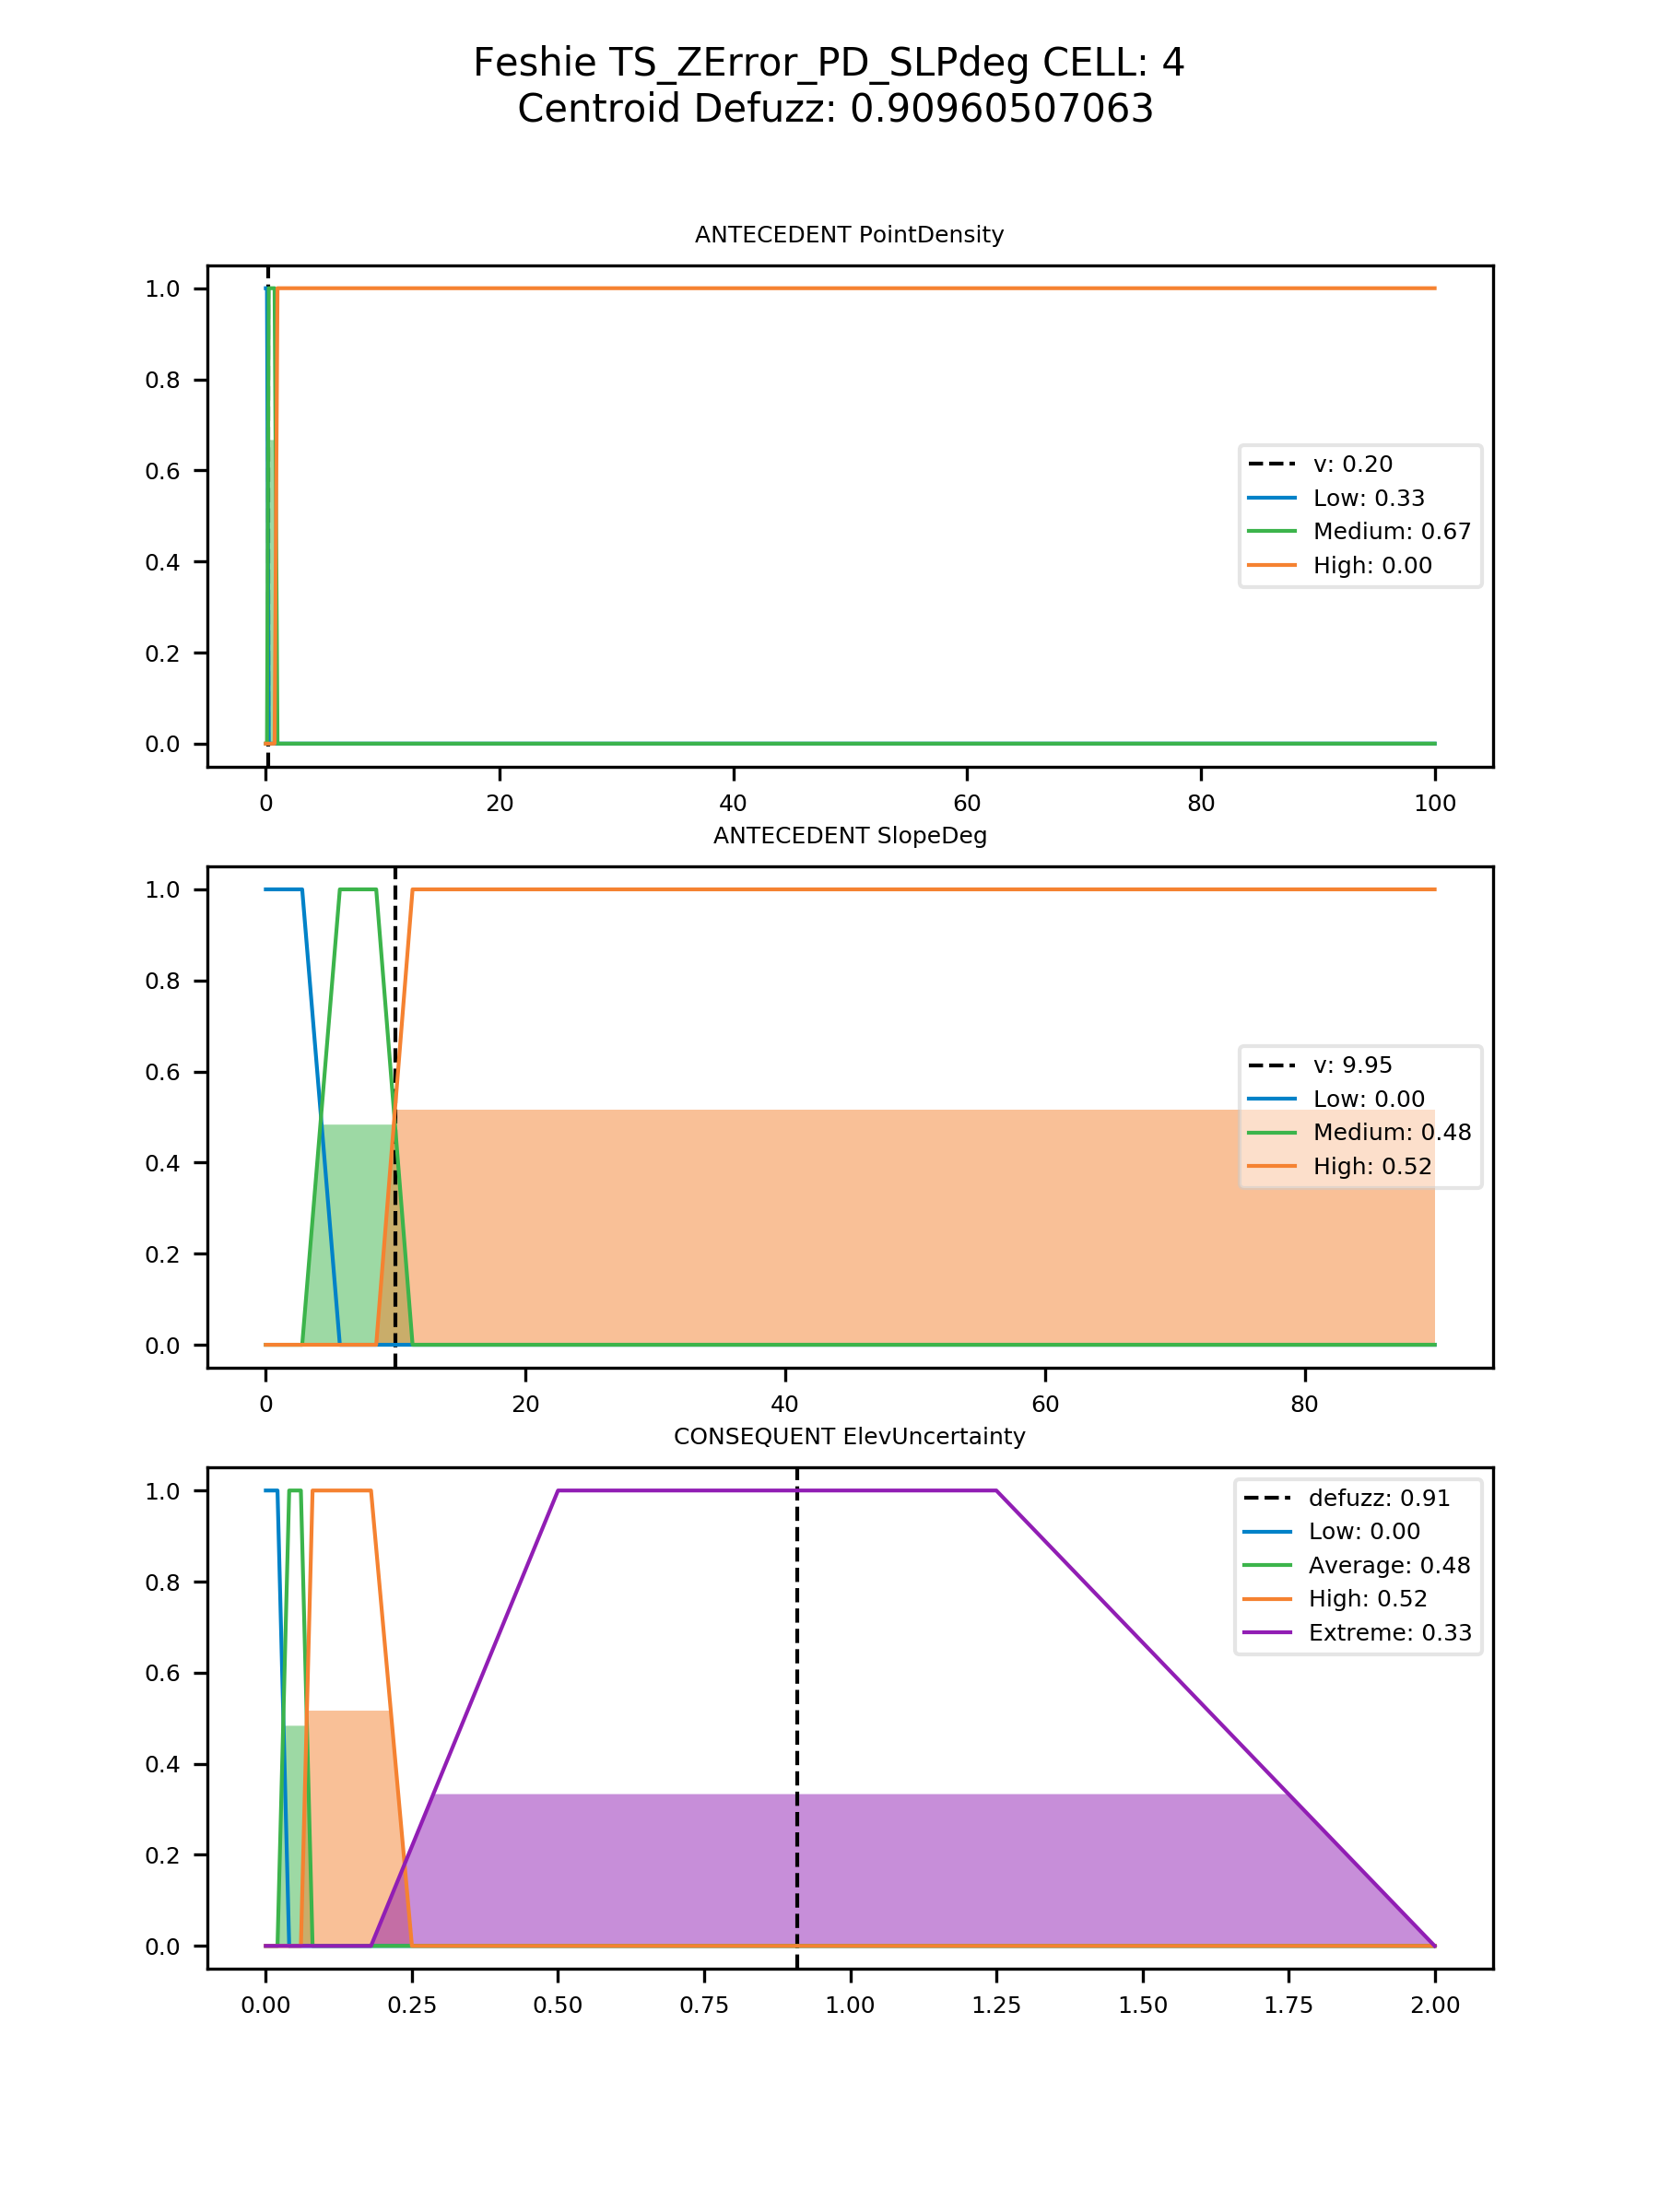 Feshie TS_ZError_PD_SLPdeg CELL: 4
Centroid Defuzz: 0.90960507063
ANTECEDENT PointDensity
1.0
0.8
0.6
0.4
0.2
0.0
v: 0.20
Low: 0.33
Medium: 0.67
High: 0.00
0 20 40 60 80 100
ANTECEDENT SlopeDeg
1.0
0.8
0.6
0.4
0.2
0.0
v: 9.95
Low: 0.00
Medium: 0.48
High: 0.52
0 20 40 60 80
CONSEQUENT ElevUncertainty
1.0
0.8
0.6
0.4
0.2
0.0
defuzz: 0.91
Low: 0.00
Average: 0.48
High: 0.52
Extreme: 0.33
0.00 0.25 0.50 0.75 1.00 1.25 1.50 1.75 2.00